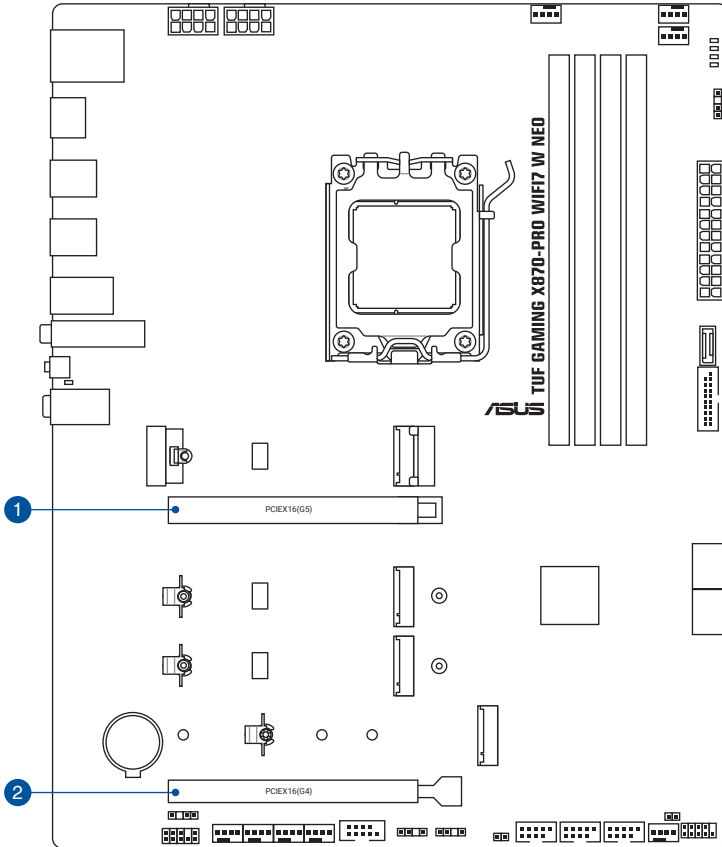 TUF GAMING X870-PRO WIFI7 W NEO
ASUS
1
PCIEX16(G5)
2
PCIEX16(G4)